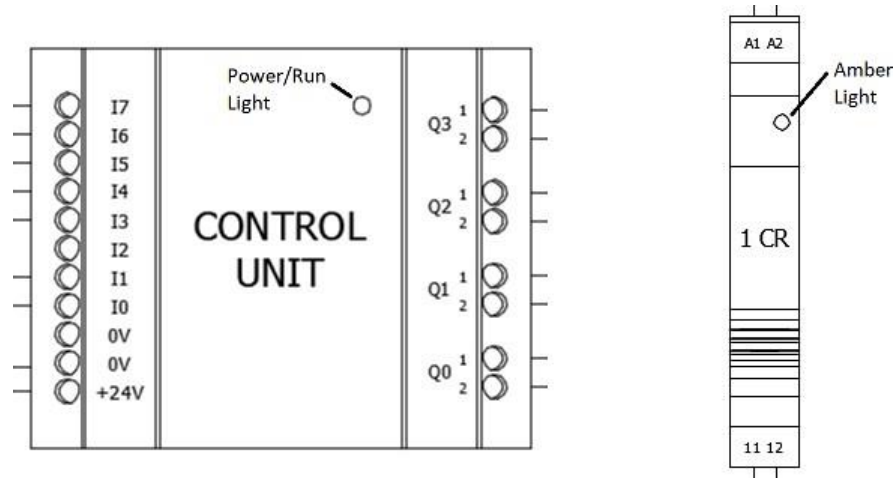 Power/Run
Light
I7
I6
I5
I4
I3
I2
I1
I0
0V
0V
+24V
CONTROL
UNIT
Q3 1
2
Q2 1
2
Q1 1
2
Q0 1
2
A1 A2
Amber
Light
1 CR
11 12